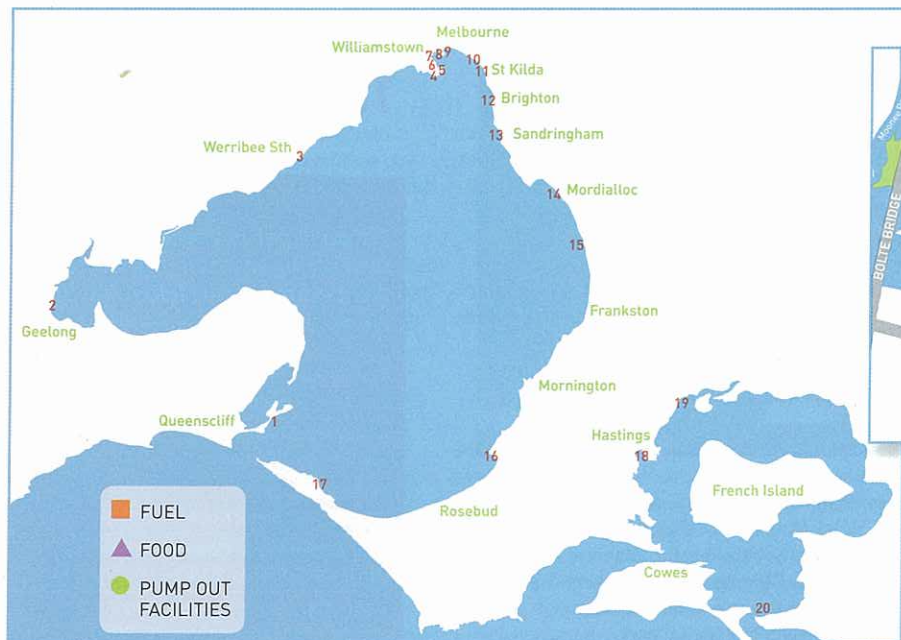 Melbourne
Williamstown
7 8 9
6
5
4
10
11 St Kilda
12 Brighton
13 Sandringham
Werribee Sth
3
14 Mordialloc
15
2
Geelong
Frankston
Mornington
Queenscliff
1
16
17
Rosebud
19
Hastings
18
French Island
Cowes
20
FUEL
FOOD
PUMP OUT
FACILITIES
BOLTE BRIDGE